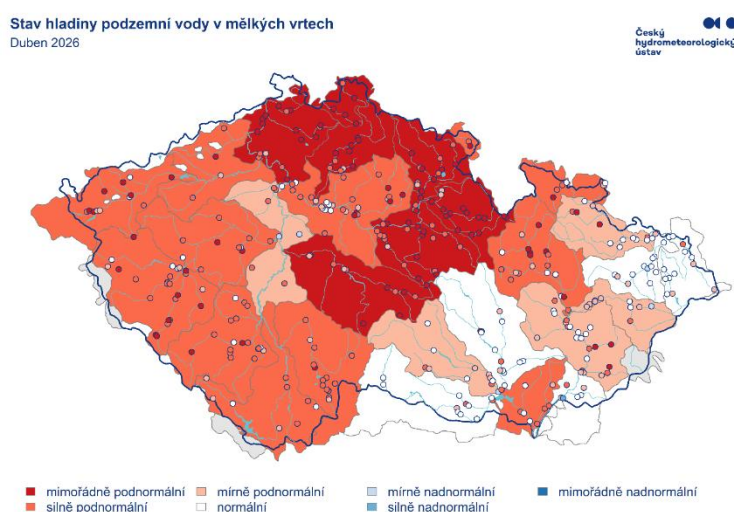 Stav hladiny podzemní vody v mělkých vrtech
Duben 2026
Český
hydrometeorologický
ústav
mimořádně podnormální
mírně podnormální
mírně nadnormální
mimořádně nadnormální
silně podnormální
normální
silně nadnormální